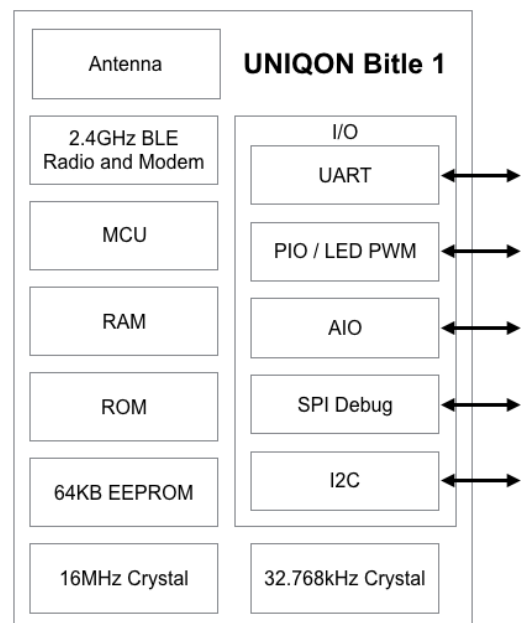 Antenna
UNIQON Bitle 1
2.4GHz BLE
Radio and Modem
MCU
RAM
ROM
64KB EEPROM
16MHz Crystal
I/O
UART
PIO / LED PWM
AIO
SPI Debug
I2C
32.768kHz Crystal